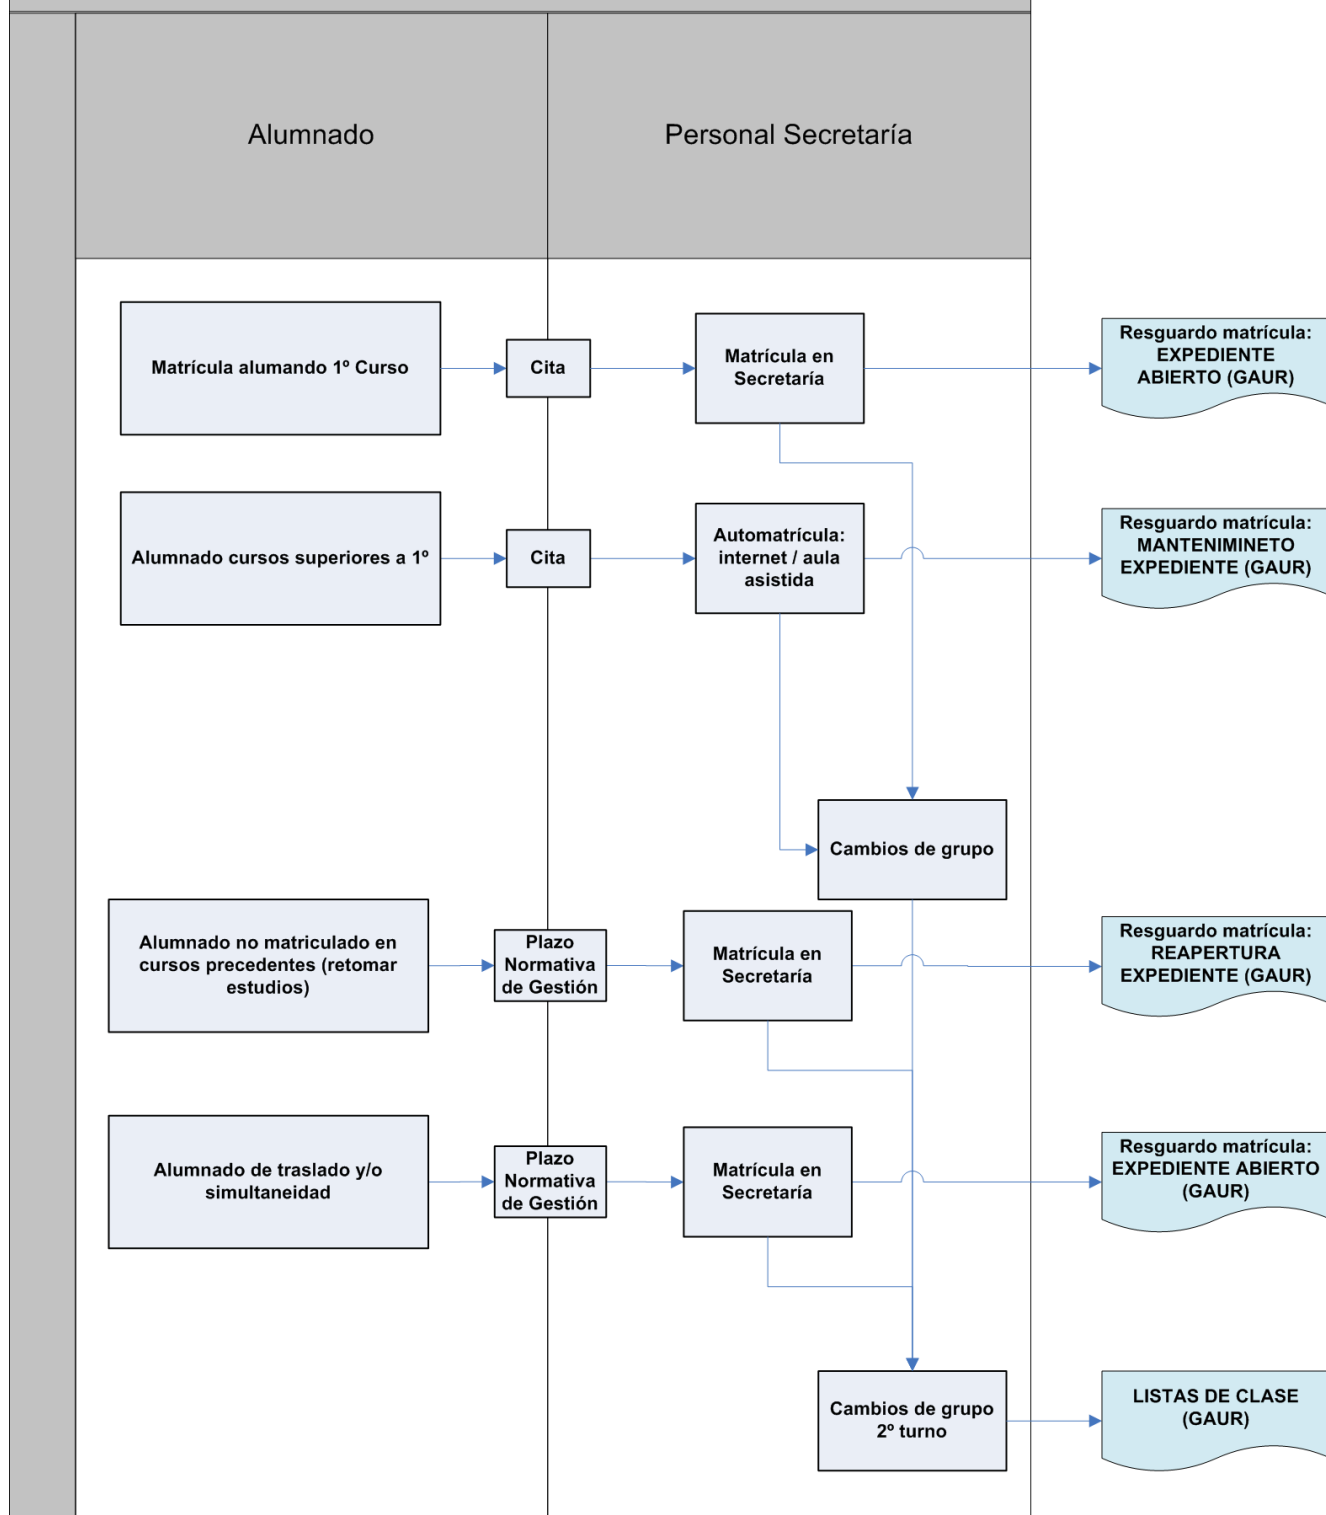 Alumnado
Personal Secretaría
Matrícula alumando 1º Curso
Cita
Matrícula en
Secretaría
Resguardo matrícula:
EXPEDIENTE
ABIERTO (GAUR)
Alumnado cursos superiores a 1º
Cita
Automatrícula:
internet / aula
asistida
Resguardo matrícula:
MANTENIMINETO
EXPEDIENTE (GAUR)
Cambios de grupo
Alumnado no matriculado en
cursos precedentes (retomar
estudios)
Plazo
Normativa
de Gestión
Matrícula en
Secretaría
Resguardo matrícula:
REAPERTURA
EXPEDIENTE (GAUR)
Alumnado de traslado y/o
simultaneidad
Plazo
Normativa
de Gestión
Matrícula en
Secretaría
Resguardo matrícula:
EXPEDIENTE ABIERTO
(GAUR)
Cambios de grupo
2º turno
LISTAS DE CLASE
(GAUR)